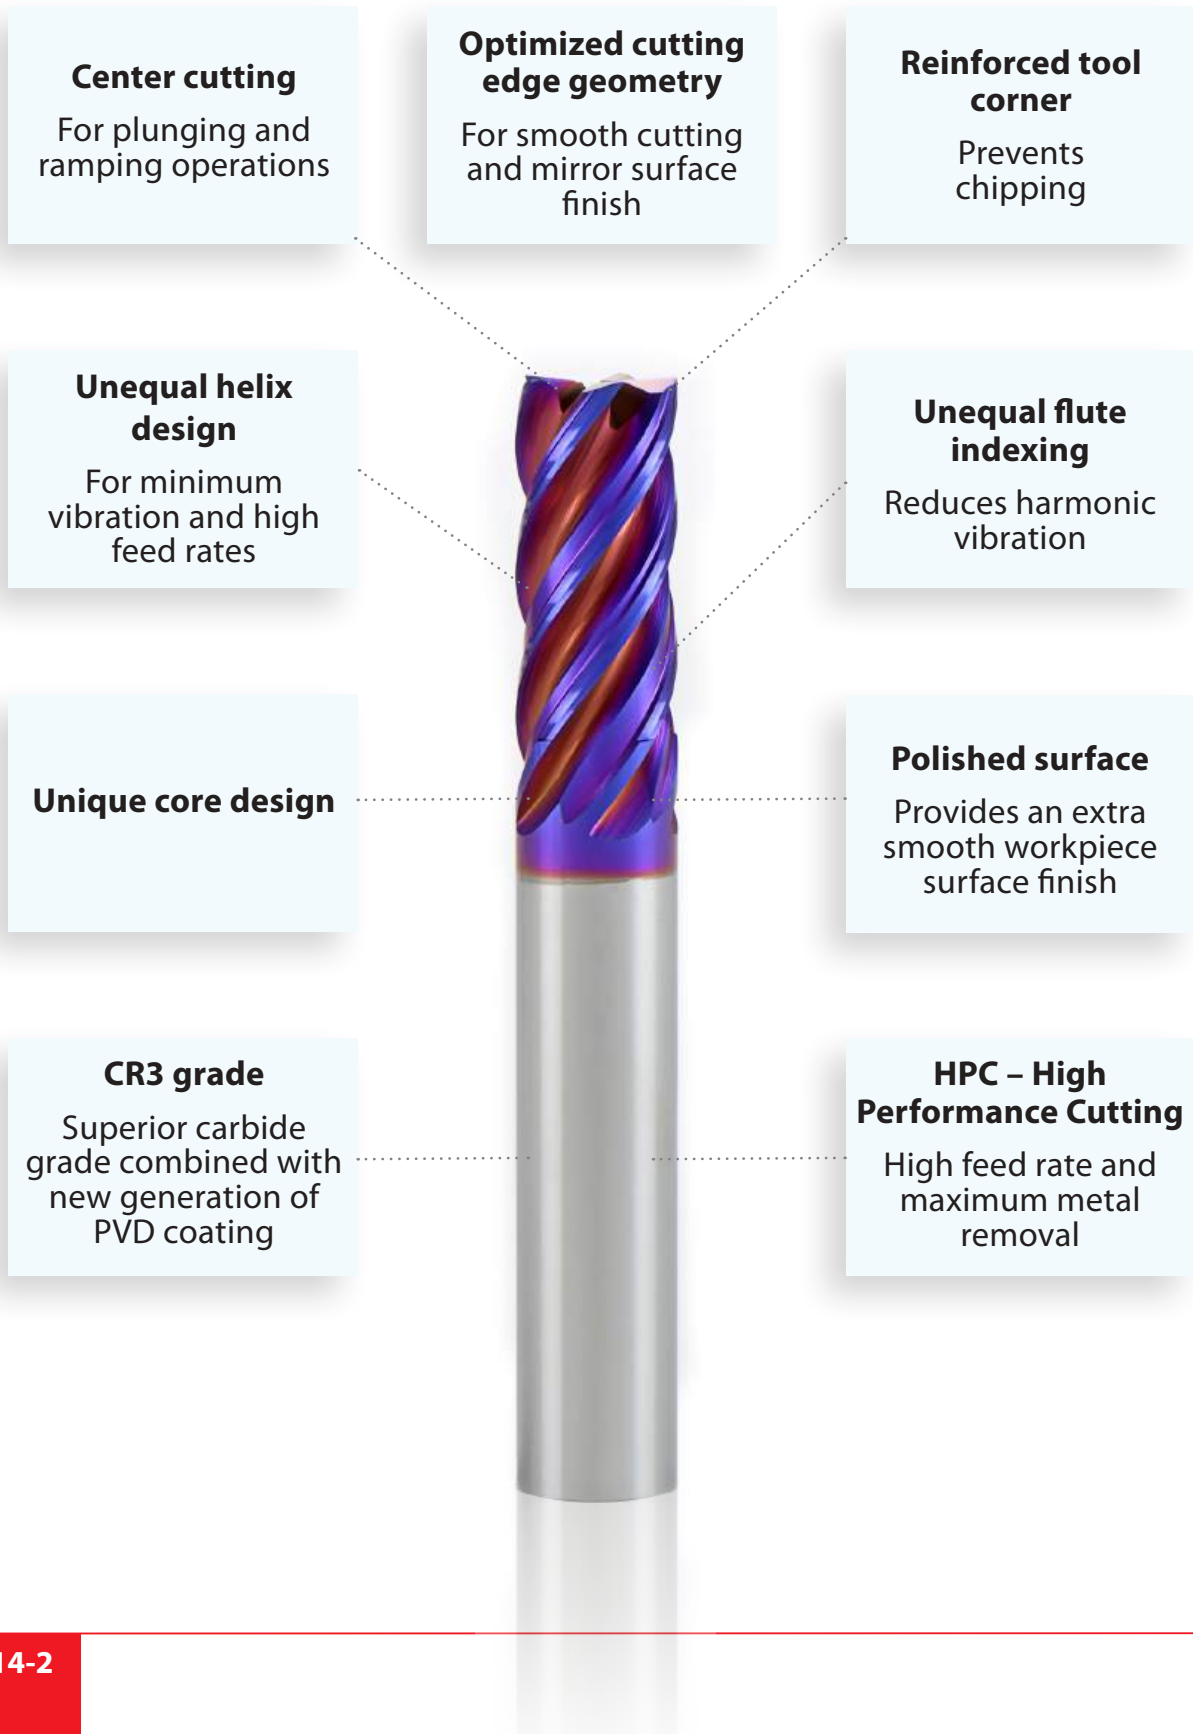 Center cutting
For plunging and
ramping operations
Optimized cutting
edge geometry
For smooth cutting
and mirror surface
finish
Reinforced tool
corner
Prevents
chipping
Unequal helix
design
For minimum
vibration and high
feed rates
Unequal flute
indexing
Reduces harmonic
vibration
Unique core design
Polished surface
Provides an extra
smooth workpiece
surface finish
CR3 grade
Superior carbide
grade combined with
new generation of
PVD coating
HPC – High
Performance Cutting
High feed rate and
maximum metal
removal
14-2